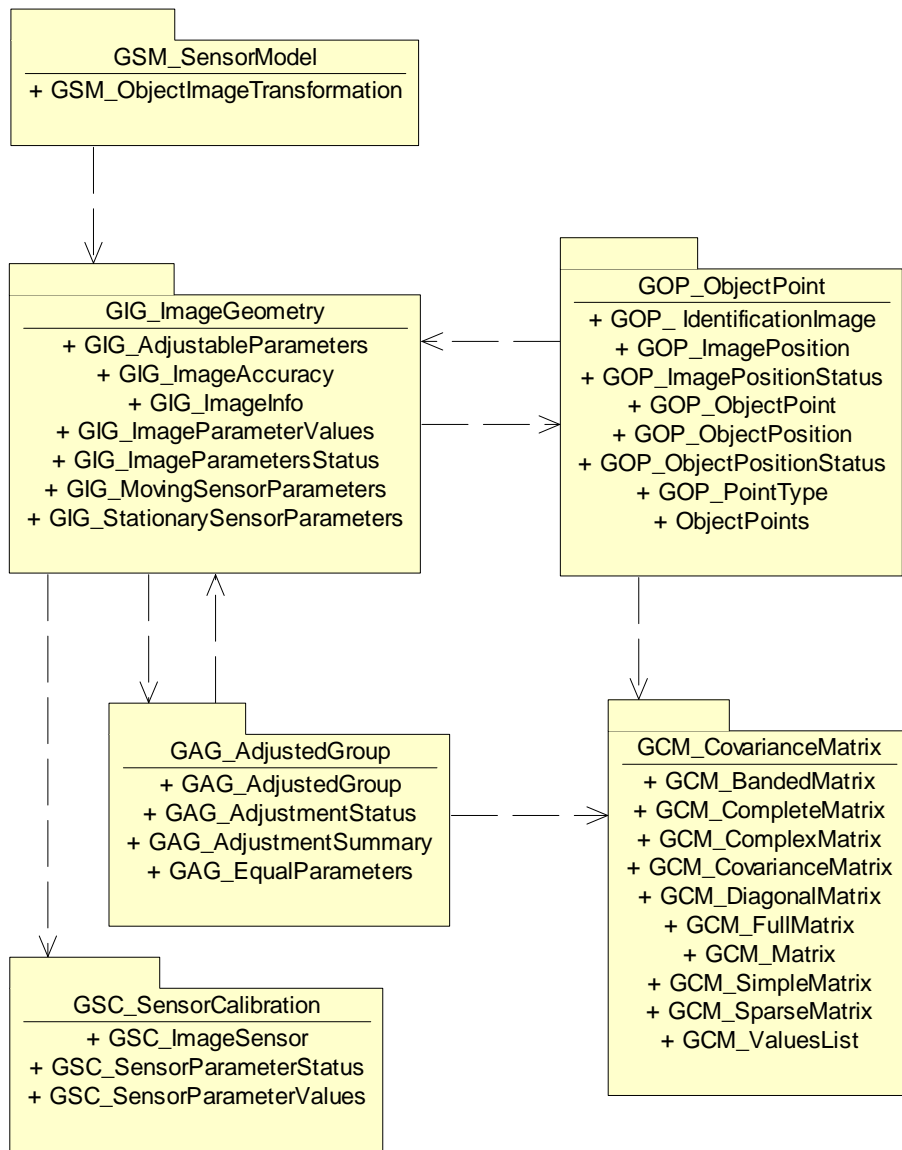 GSM_SensorModel
+ GSM_ObjectImageTransformation
GIG_ImageGeometry
+ GIG_AdjustableParameters
+ GIG_ImageAccuracy
+ GIG_ImageInfo
+ GIG_ImageParameterValues
+ GIG_ImageParametersStatus
+ GIG_MovingSensorParameters
+ GIG_StationarySensorParameters
GOP_ObjectPoint
+ GOP_ IdentificationImage
+ GOP_ImagePosition
+ GOP_ImagePositionStatus
+ GOP_ObjectPoint
+ GOP_ObjectPosition
+ GOP_ObjectPositionStatus
+ GOP_PointType
+ ObjectPoints
GAG_AdjustedGroup
+ GAG_AdjustedGroup
+ GAG_AdjustmentStatus
+ GAG_AdjustmentSummary
+ GAG_EqualParameters
GCM_CovarianceMatrix
+ GCM_BandedMatrix
+ GCM_CompleteMatrix
+ GCM_ComplexMatrix
+ GCM_CovarianceMatrix
+ GCM_DiagonalMatrix
+ GCM_FullMatrix
+ GCM_Matrix
+ GCM_SimpleMatrix
+ GCM_SparseMatrix
+ GCM_ValuesList
GSC_SensorCalibration
+ GSC_ImageSensor
+ GSC_SensorParameterStatus
+ GSC_SensorParameterValues